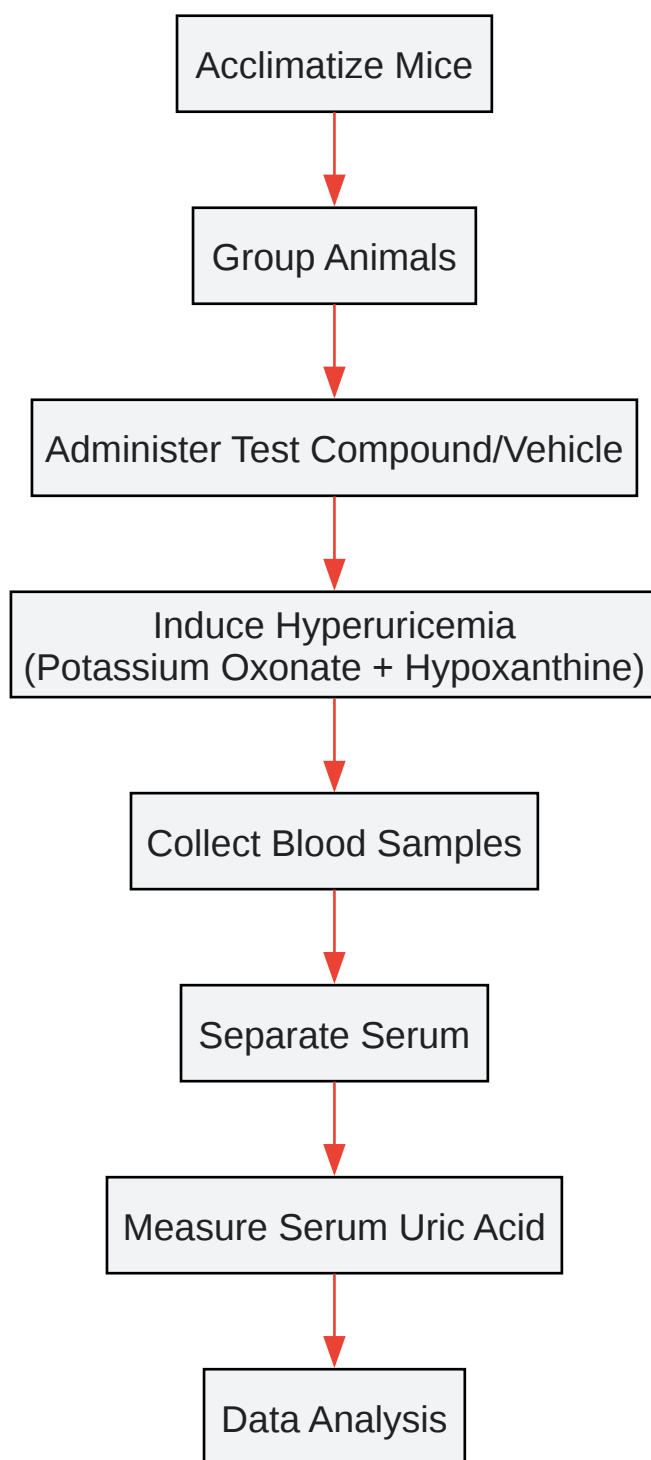 Acclimatize Mice
Group Animals
Administer Test Compound/Vehicle
Induce Hyperuricemia
(Potassium Oxonate + Hypoxanthine)
Collect Blood Samples
Separate Serum
Measure Serum Uric Acid
Data Analysis